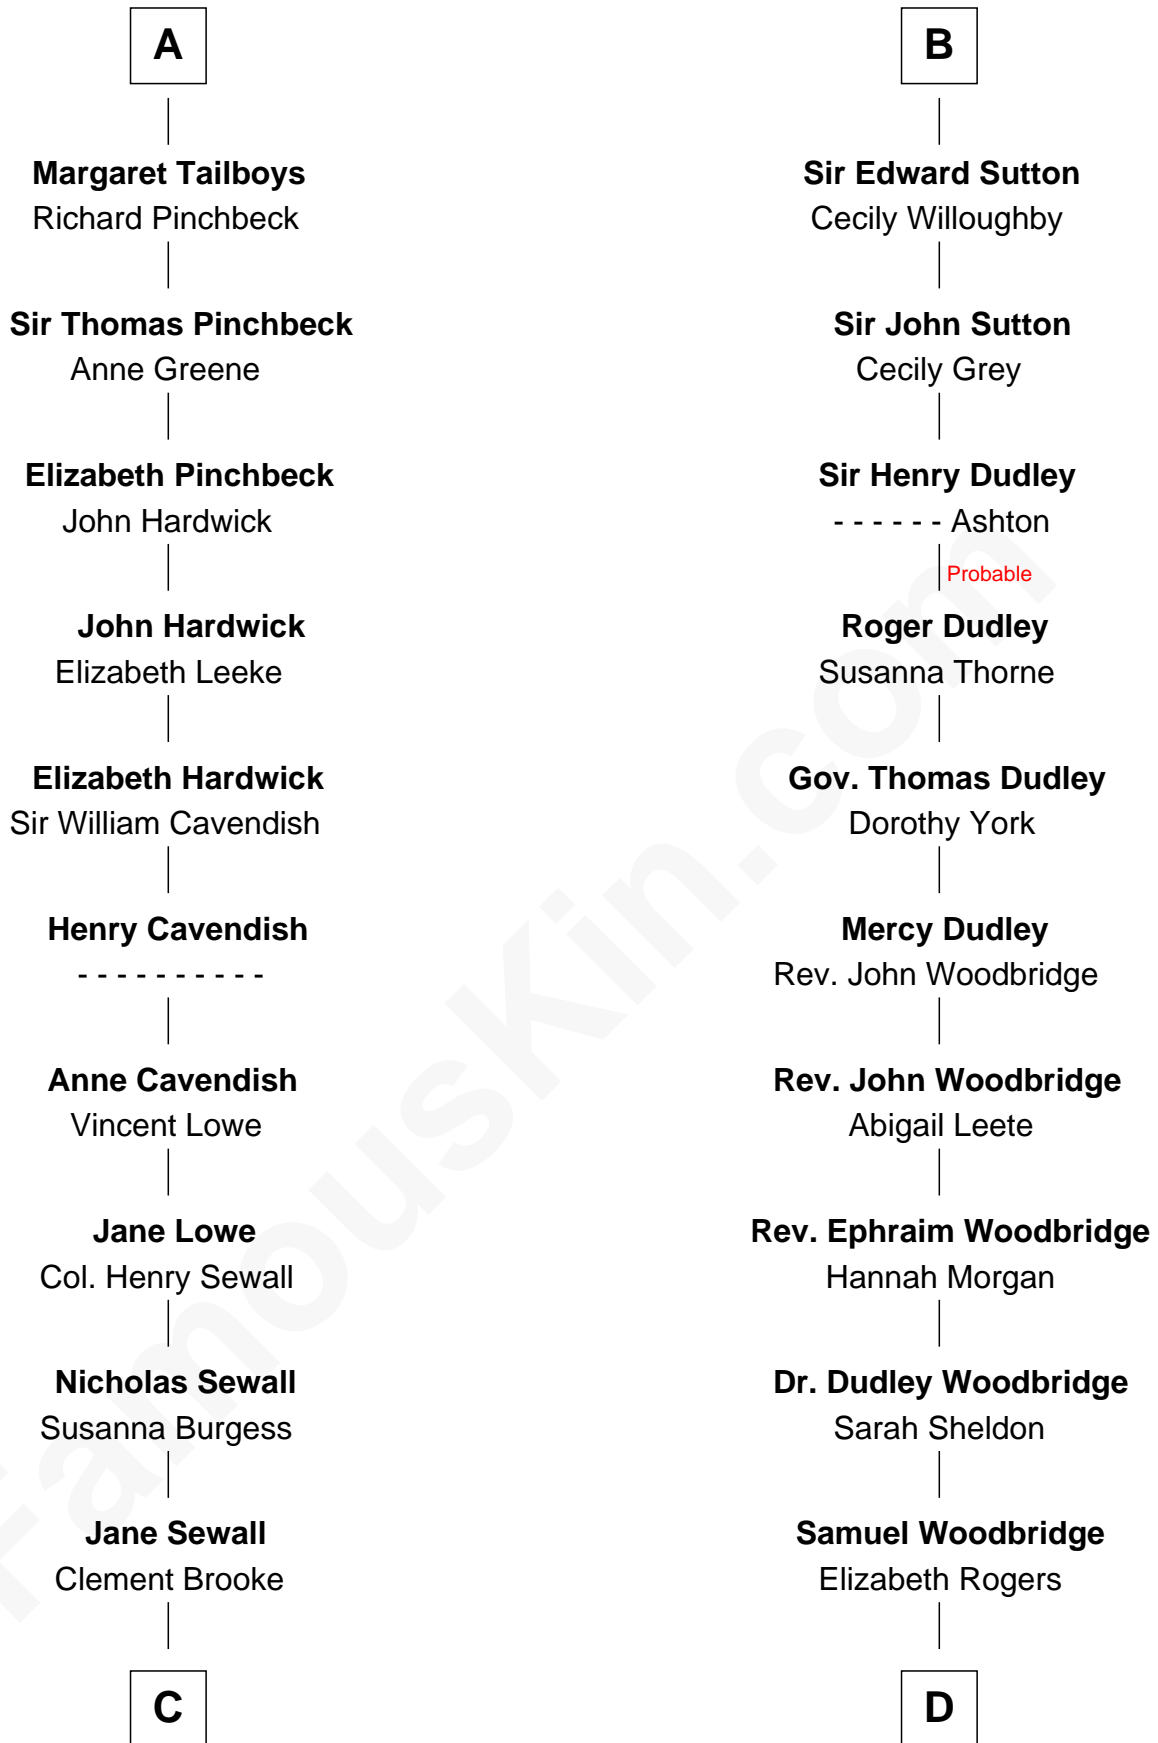 A
Margaret Tailboys
Richard Pinchbeck
Sir Thomas Pinchbeck
Anne Greene
Elizabeth Pinchbeck
John Hardwick
John Hardwick
Elizabeth Leeke
Elizabeth Hardwick
Sir William Cavendish
Henry Cavendish
- - - - - - - - - -
Anne Cavendish
Vincent Lowe
Jane Lowe
Col. Henry Sewall
Nicholas Sewall
Susanna Burgess
Jane Sewall
Clement Brooke
C
B
Sir Edward Sutton
Cecily Willoughby
Sir John Sutton
Cecily Grey
Sir Henry Dudley
- - - - - - Ashton
Probable
Roger Dudley
Susanna Thorne
Gov. Thomas Dudley
Dorothy York
Mercy Dudley
Rev. John Woodbridge
Rev. John Woodbridge
Abigail Leete
Rev. Ephraim Woodbridge
Hannah Morgan
Dr. Dudley Woodbridge
Sarah Sheldon
Samuel Woodbridge
Elizabeth Rogers
D
FamousKin.com